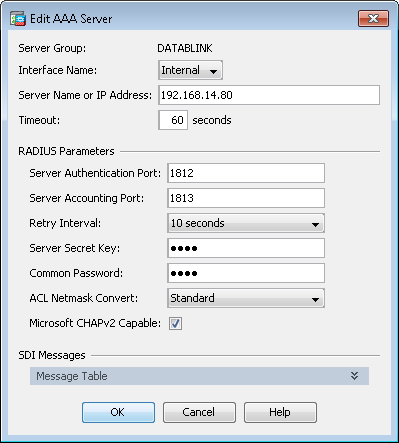 Edit AAA Server
Server Group: DATABLINK
Interface Name: Internal
Server Name or IP Address: 192.168.14.80
Timeout: 60 seconds
RADIUS Parameters
Server Authentication Port: 1812
Server Accounting Port: 1813
Retry Interval: 10 seconds
Server Secret Key: ●●●●
Common Password: ●●●●
ACL Netmask Convert: Standard
Microsoft CHAPv2 Capable:
SDI Messages
Message Table
OK Cancel Help